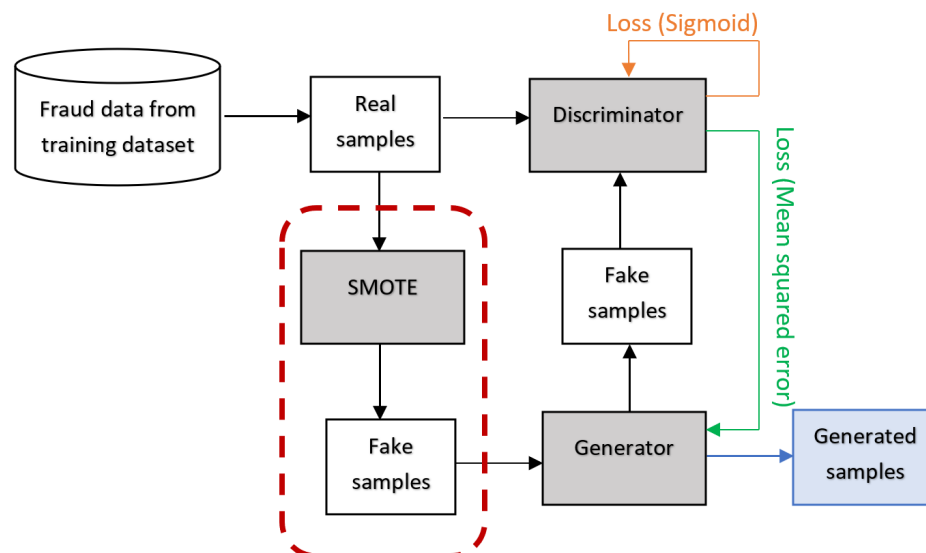 Loss (Sigmoid)
Fraud data from
training dataset
Real
samples
Discriminator
Loss (Mean squared error)
SMOTE
Fake
samples
Fake
samples
Generator
Generated
samples